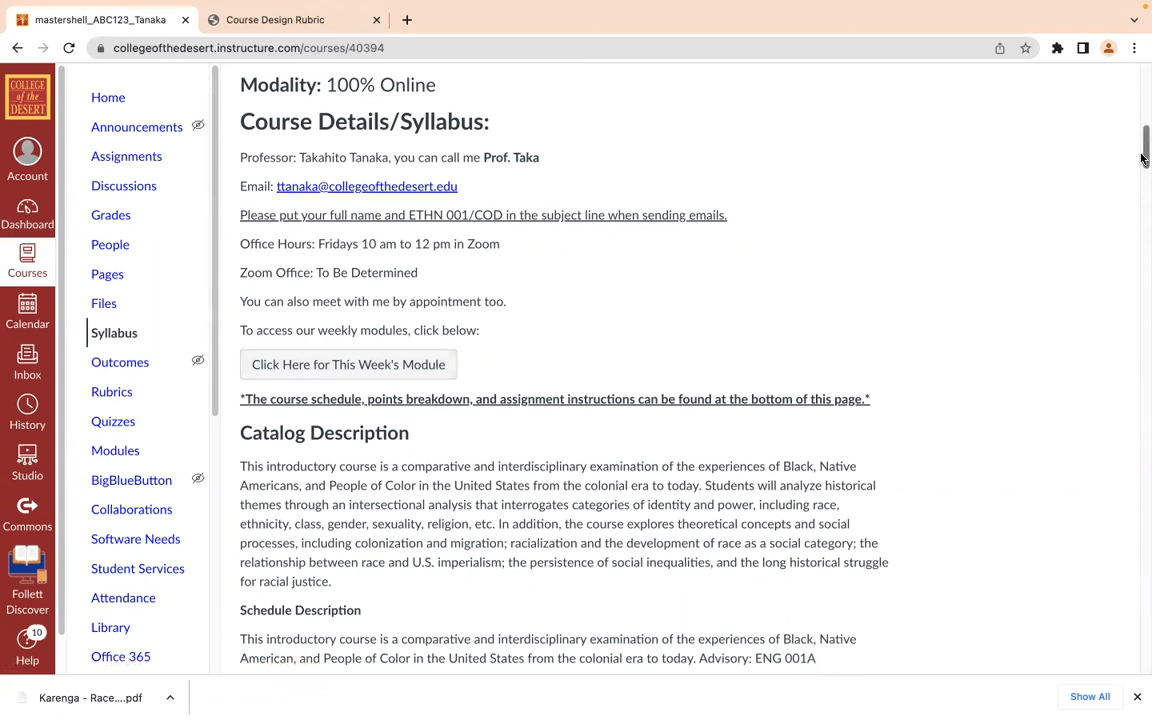 mastershell_ABC123_Tanaka
Course Design Rubric
collegeofthedesert.instructure.com/courses/40394
COLLEGE
of the
DESERT
Account
Dashboard
Courses
Calendar
Inbox
History
Studio
Commons
Follett
Discover
10
Help
Home
Announcements
Assignments
Discussions
Grades
People
Pages
Files
Syllabus
Outcomes
Rubrics
Quizzes
Modules
BigBlueButton
Collaborations
Software Needs
Student Services
Attendance
Library
Office 365
Modality: 100% Online
Course Details/Syllabus:
Professor: Takahito Tanaka, you can call me Prof. Taka
Email: ttanaka@collegeofthedesert.edu
Please put your full name and ETHN 001/COD in the subject line when sending emails.
Office Hours: Fridays 10 am to 12 pm in Zoom
Zoom Office: To Be Determined
You can also meet with me by appointment too.
To access our weekly modules, click below:
Click Here for This Week's Module
*The course schedule, points breakdown, and assignment instructions can be found at the bottom of this page.*
Catalog Description
This introductory course is a comparative and interdisciplinary examination of the experiences of Black, Native
Americans, and People of Color in the United States from the colonial era to today. Students will analyze historical
themes through an intersectional analysis that interrogates categories of identity and power, including race,
ethnicity, class, gender, sexuality, religion, etc. In addition, the course explores theoretical concepts and social
processes, including colonization and migration; racialization and the development of race as a social category; the
relationship between race and U.S. imperialism; the persistence of social inequalities, and the long historical struggle
for racial justice.
Schedule Description
This introductory course is a comparative and interdisciplinary examination of the experiences of Black, Native
American, and People of Color in the United States from the colonial era to today. Advisory: ENG 001A
Karenga - Race....pdf
Show All